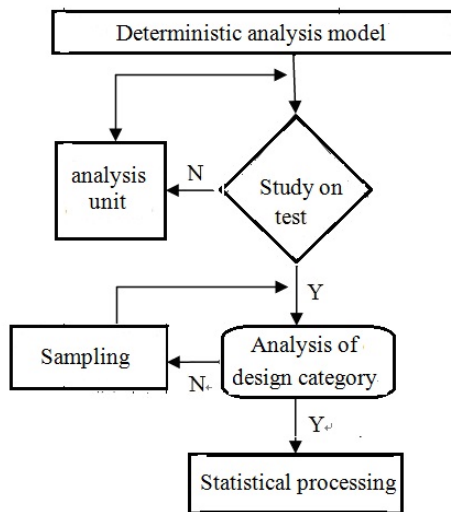 Deterministic analysis model
analysis
unit
N
Study on
test
Y
Sampling
N
Analysis of
design category
Y
Statistical processing